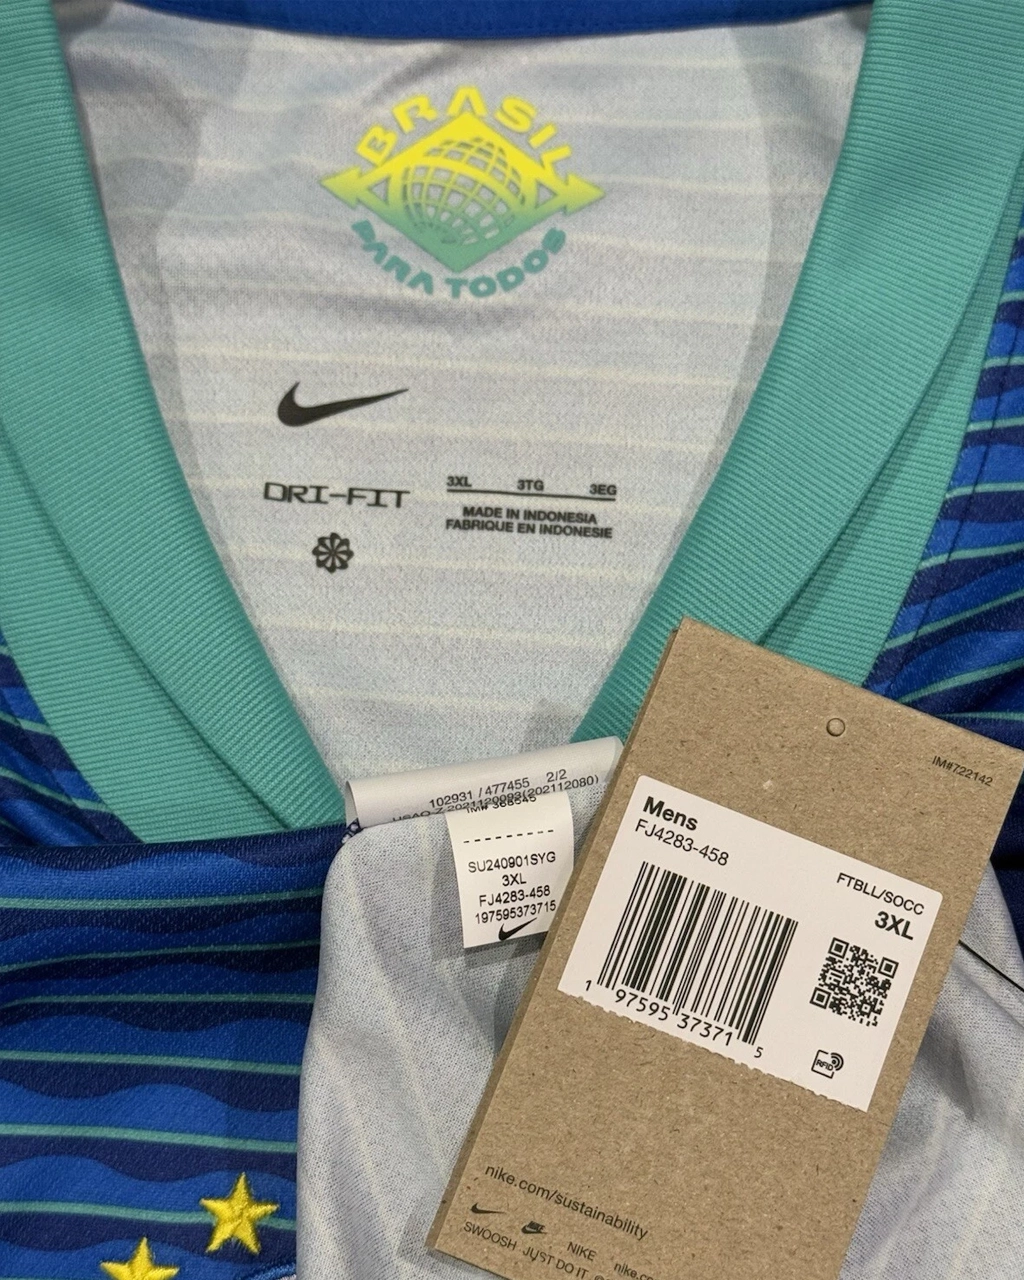 BRASIL
PARA TODOS
DRI-FIT
3XL 3TG 3EG
MADE IN INDONESIA
FABRIQUE EN INDONESIE
102931 / 477455 2/2
(202112080)
SU240901SYG
3XL
FJ4283-458
197595373715
IM#722142
Mens
FJ4283-458
FTBLL/SOCC
3XL
1 97595 37371 5
RFID
nike.com/sustainability
NIKE
SWOOSH JUST DO IT